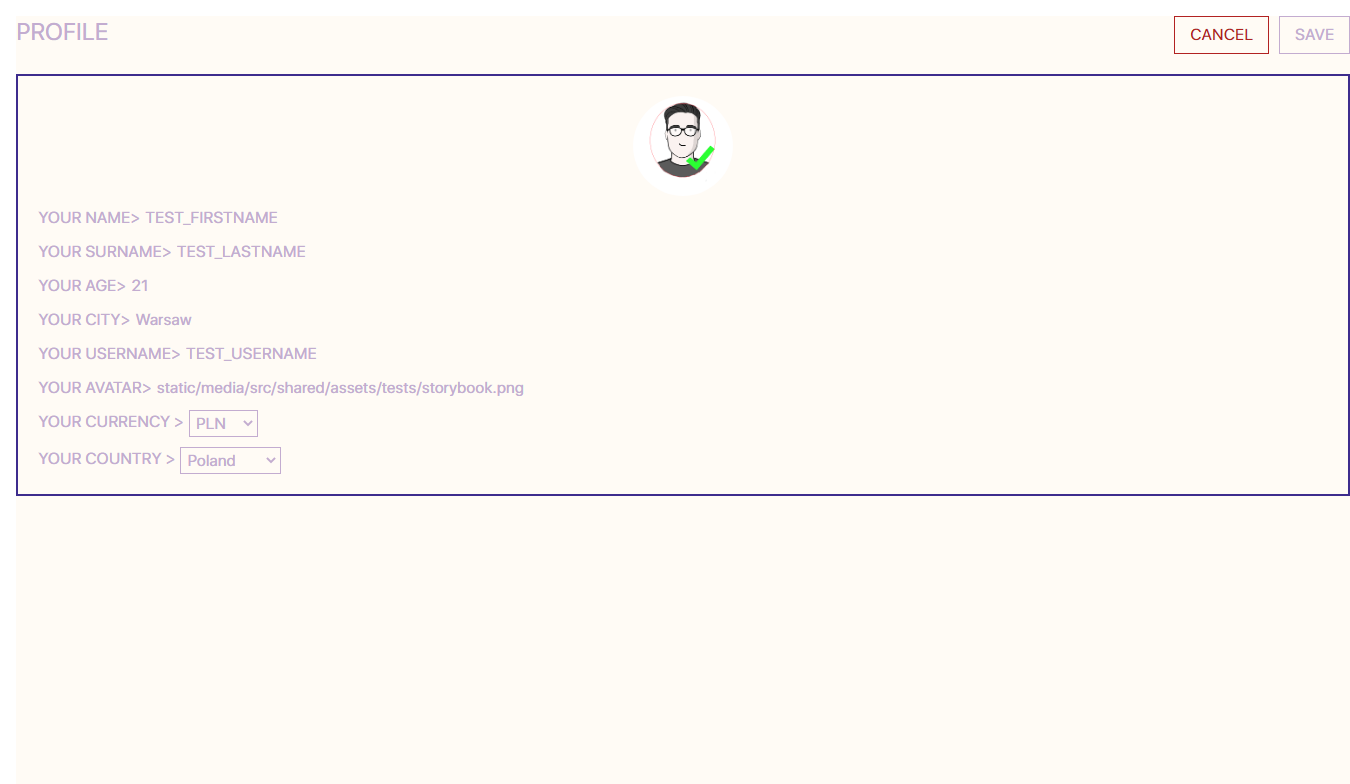 PROFILE
CANCEL
SAVE
YOUR NAME> TEST_FIRSTNAME
YOUR SURNAME> TEST_LASTNAME
YOUR AGE> 21
YOUR CITY> Warsaw
YOUR USERNAME> TEST_USERNAME
YOUR AVATAR> static/media/src/shared/assets/tests/storybook.png
YOUR CURRENCY > PLN
YOUR COUNTRY > Poland